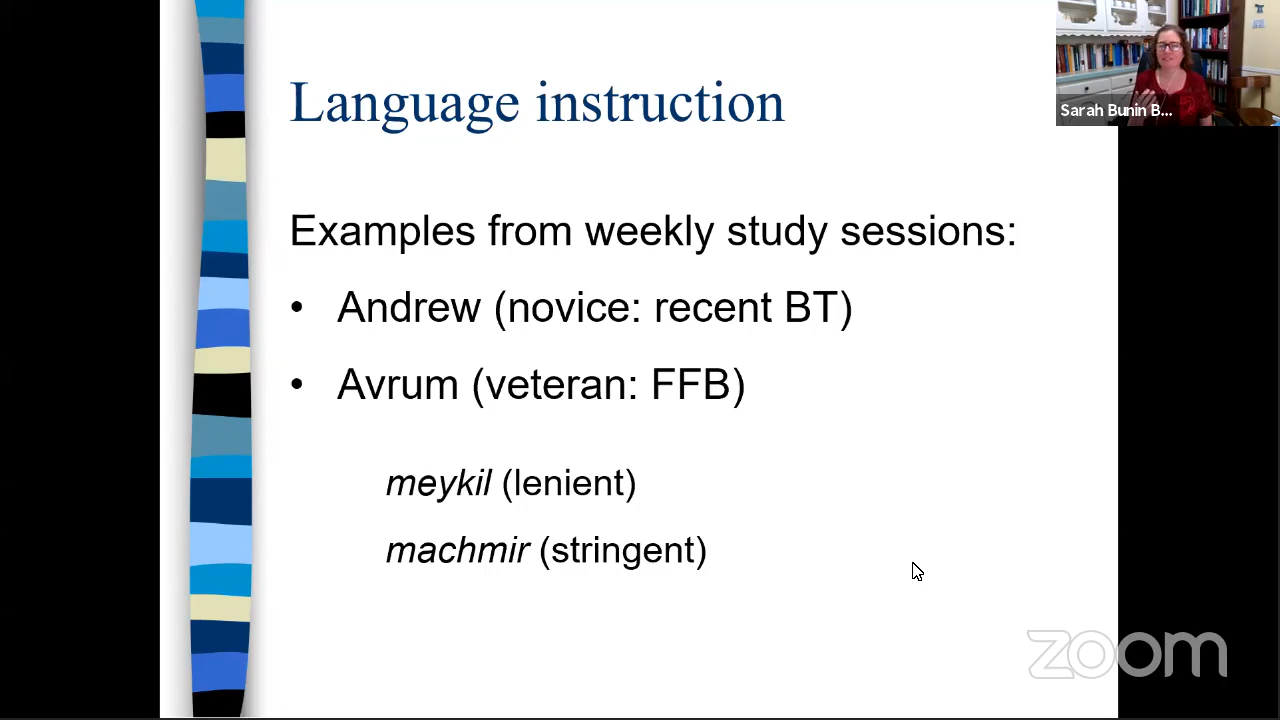 Language instruction
Sarah Bunin B...
Examples from weekly study sessions:
• Andrew (novice: recent BT)
• Avrum (veteran: FFB)
meykil (lenient)
machmir (stringent)
zoom